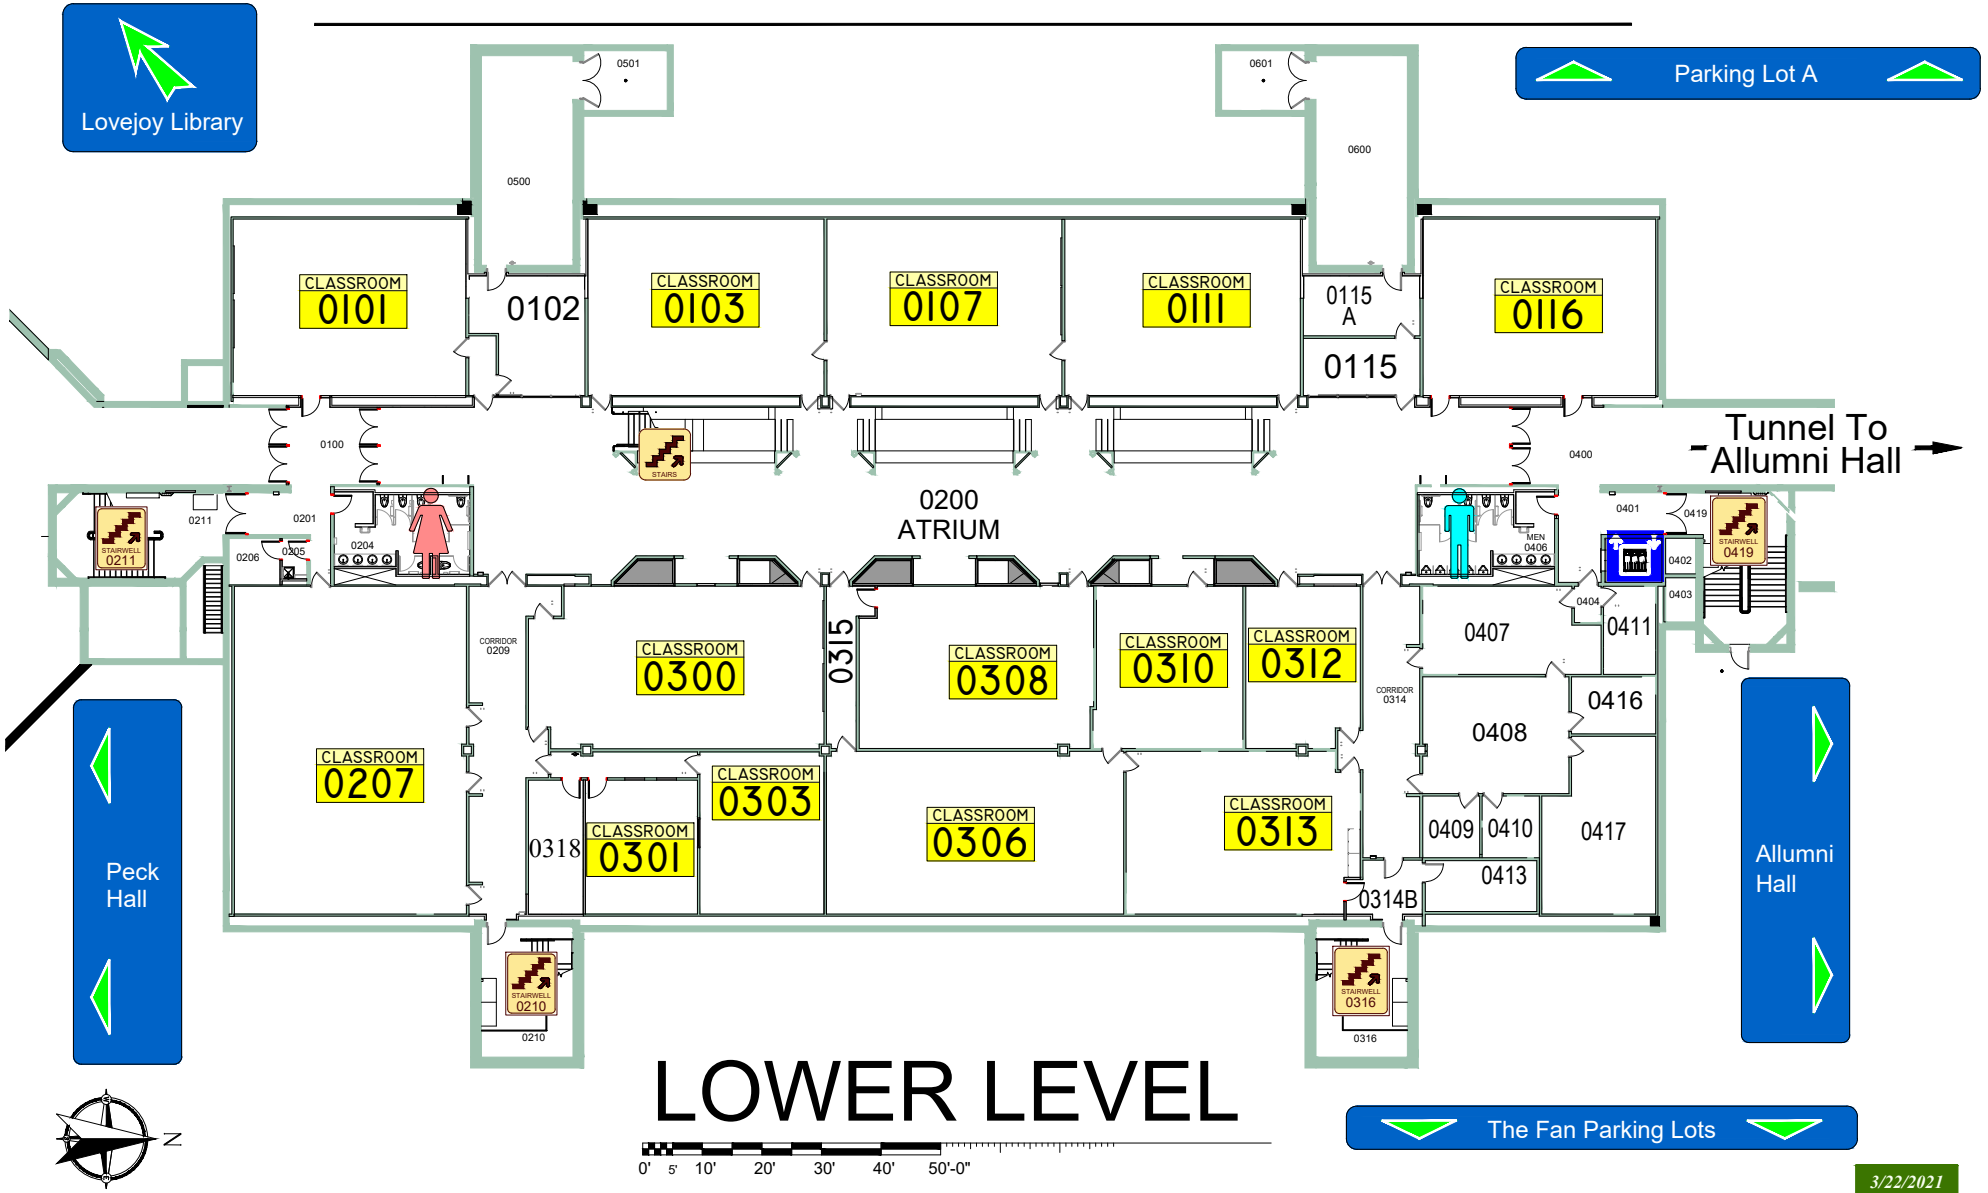 Lovejoy Library
0501
0601
Parking Lot A
0500
0600
CLASSROOM
0101
0102
CLASSROOM
0103
CLASSROOM
0107
CLASSROOM
0111
0115
A
0115
CLASSROOM
0116
0100
STAIRS
0400
Tunnel To
Allumni Hall
0200
ATRIUM
0211
STAIRWELL
0211
0201
0206
0205
0204
MEN
0406
0401
0419
STAIRWELL
0419
0402
0403
0404
CORRIDOR
0209
CLASSROOM
0300
0315
CLASSROOM
0308
CLASSROOM
0310
CLASSROOM
0312
CORRIDOR
0314
0407
0411
0416
0408
CLASSROOM
0207
CLASSROOM
0303
0318
CLASSROOM
0301
CLASSROOM
0306
CLASSROOM
0313
0409
0410
0417
0413
0314B
Peck
Hall
Allumni
Hall
STAIRWELL
0210
0210
STAIRWELL
0316
0316
LOWER LEVEL
0' 5' 10' 20' 30' 40' 50'-0"
N
The Fan Parking Lots
3/22/2021